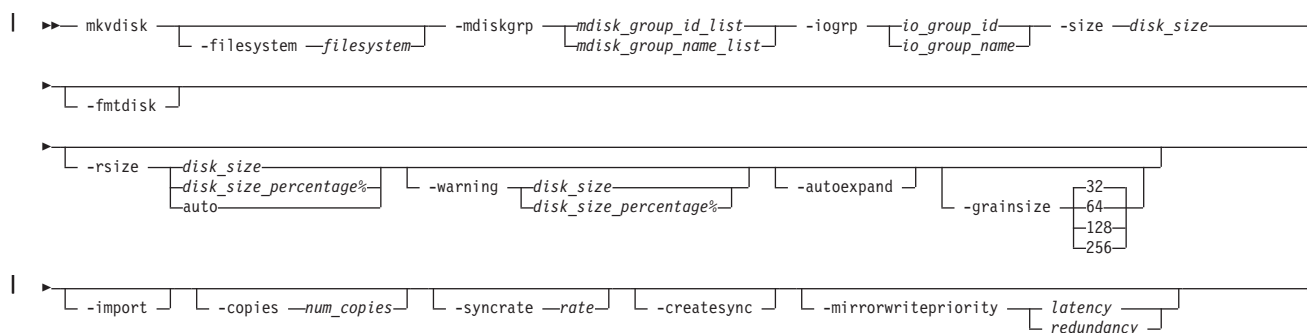 mkvdisk -filesystem filesystem -mdiskgrp mdisk_group_id_list mdisk_group_name_list -iogrp io_group_id io_group_name -size disk_size
-fmtdisk
-rsize disk_size disk_size_percentage% auto -warning disk_size disk_size_percentage% -autoexpand -grainsize 32 64 128 256
-import -copies num_copies -syncrate rate -createsync -mirrorwritepriority latency redundancy